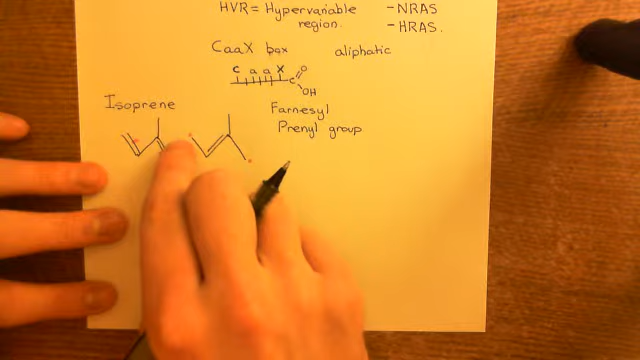 HVR = Hypervariable region.
- NRAS
- HRAS.
CaaX box aliphatic
C a a X
C O
OH
Isoprene
Farnesyl
Prenyl group